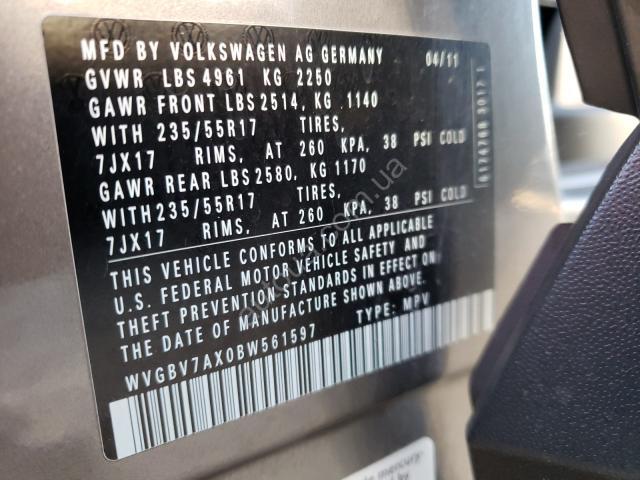 MFD BY VOLKSWAGEN AG GERMANY 04/11
GVWR LBS 4961 KG 2250
GAWR FRONT LBS 2514, KG 1140
WITH 235/55R17 TIRES,
7JX17 RIMS, AT 260 KPA, 38 PSI COLD
GAWR REAR LBS 2580, KG 1170
WITH 235/55R17 TIRES,
7JX17 RIMS, AT 260 KPA, 38 PSI COLD
THIS VEHICLE CONFORMS TO ALL APPLICABLE
U.S. FEDERAL MOTOR VEHICLE SAFETY AND
THEFT PREVENTION STANDARDS IN EFFECT ON
THE DATE OF MANUFACTURE SHOWN ABOVE.
WVGBV7AX0BW561597 TYPE: MPV
mercury